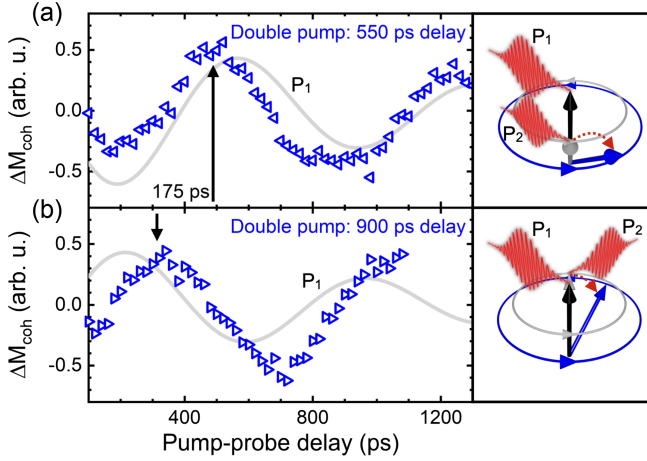 (a)
Double pump: 550 ps delay
ΔM_coh (arb. u.)
0.5
0.0
-0.5
P₁
175 ps
P₁
P₂
(b)
Double pump: 900 ps delay
ΔM_coh (arb. u.)
0.5
0.0
-0.5
P₁
P₁
P₂
400
800
1200
Pump-probe delay (ps)